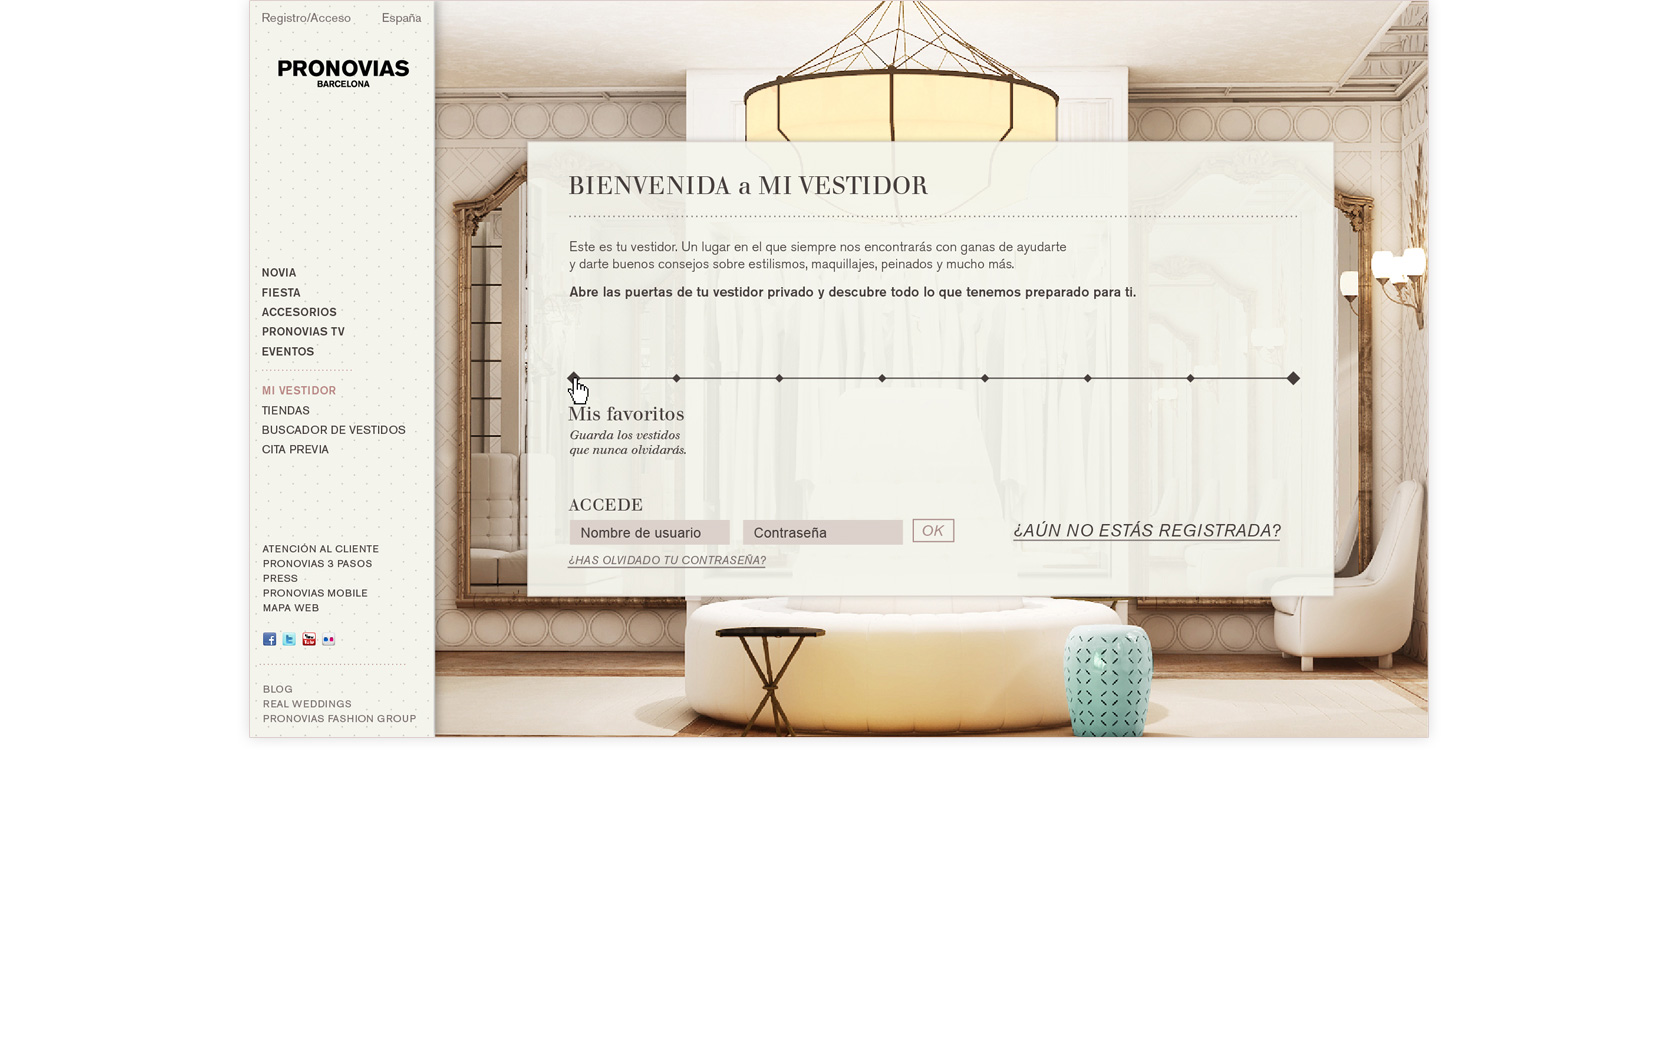 Registro/Acceso España
PRONOVIAS
BARCELONA
NOVIA
FIESTA
ACCESORIOS
PRONOVIAS TV
EVENTOS
MI VESTIDOR
TIENDAS
BUSCADOR DE VESTIDOS
CITA PREVIA
ATENCIÓN AL CLIENTE
PRONOVIAS 3 PASOS
PRESS
PRONOVIAS MOBILE
MAPA WEB
BLOG
REAL WEDDINGS
PRONOVIAS FASHION GROUP
BIENVENIDA a MI VESTIDOR
Este es tu vestidor. Un lugar en el que siempre nos encontrarás con ganas de ayudarte
y darte buenos consejos sobre estilismos, maquillajes, peinados y mucho más.
Abre las puertas de tu vestidor privado y descubre todo lo que tenemos preparado para ti.
Mis favoritos
Guarda los vestidos
que nunca olvidarás.
ACCEDE
Nombre de usuario Contraseña OK ¿AÚN NO ESTÁS REGISTRADA?
¿HAS OLVIDADO TU CONTRASEÑA?